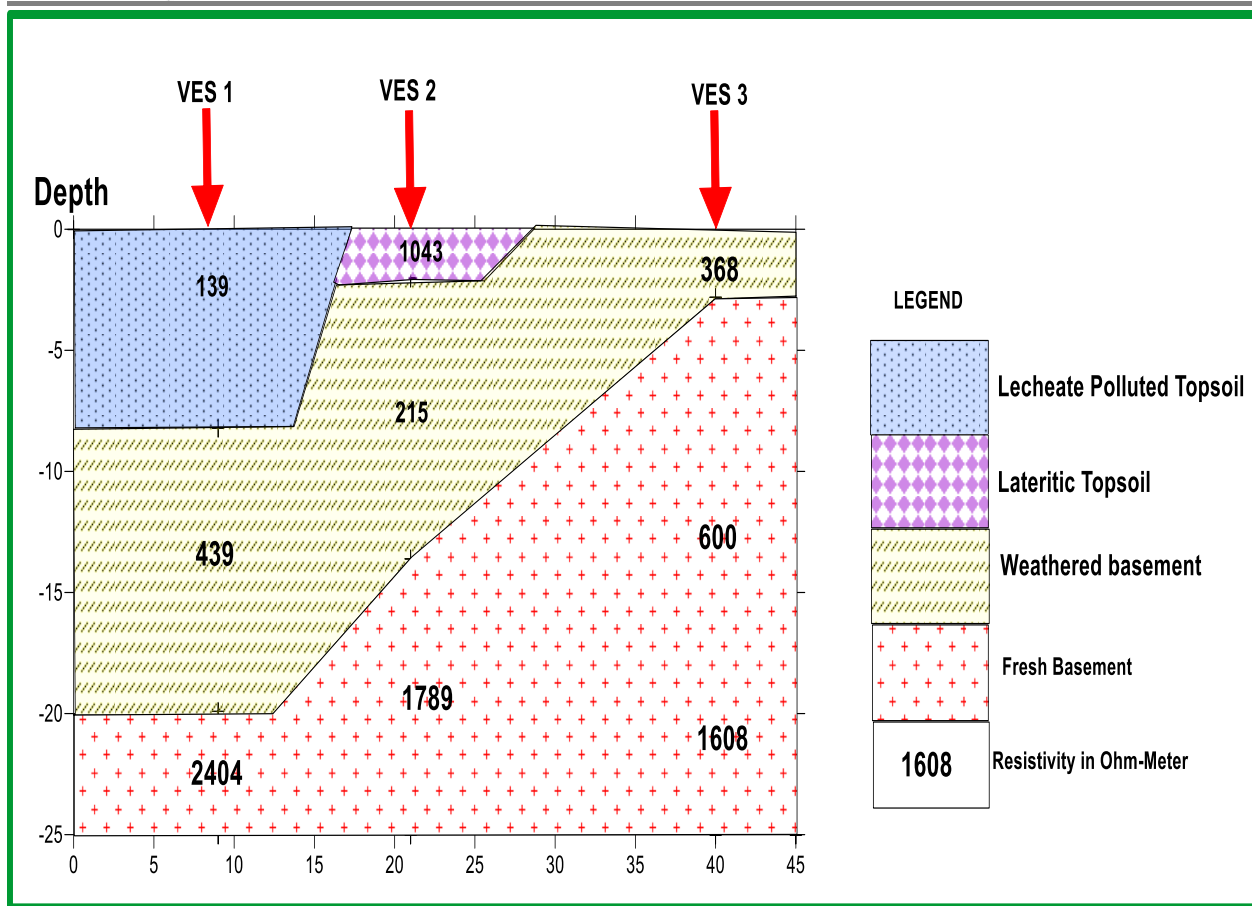 VES 1
VES 2
VES 3
Depth
0
-5
-10
-15
-20
-25
0 5 10 15 20 25 30 35 40 45
139
1043
368
215
439
600
1789
1608
2404
LEGEND
Lecheate Polluted Topsoil
Lateritic Topsoil
Weathered basement
Fresh Basement
1608 Resistivity in Ohm-Meter